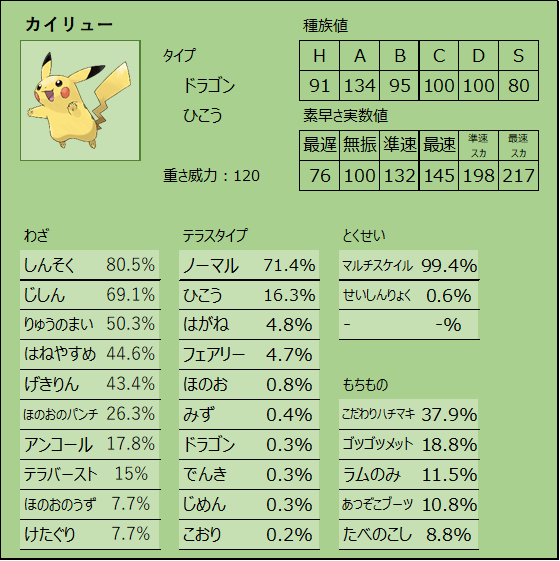 カイリュー
タイプ
ドラゴン
ひこう
重さ威力：120
種族値
H A B C D S
91 134 95 100 100 80
素早さ実数値
最遅 無振 準速 最速 準速スカ 最速スカ
76 100 132 145 198 217
わざ
しんそく 80.5%
じしん 69.1%
りゅうのまい 50.3%
はねやすめ 44.6%
げきりん 43.4%
ほのおのパンチ 26.3%
アンコール 17.8%
テラバースト 15%
ほのおのうず 7.7%
けたぐり 7.7%
テラスタイプ
ノーマル 71.4%
ひこう 16.3%
はがね 4.8%
フェアリー 4.7%
ほのお 0.8%
みず 0.4%
ドラゴン 0.3%
でんき 0.3%
じめん 0.3%
こおり 0.2%
とくせい
マルチスケイル 99.4%
せいしんりょく 0.6%
- -%
もちもの
こだわりハチマキ 37.9%
ゴツゴツメット 18.8%
ラムのみ 11.5%
あつぞこブーツ 10.8%
たべのこし 8.8%